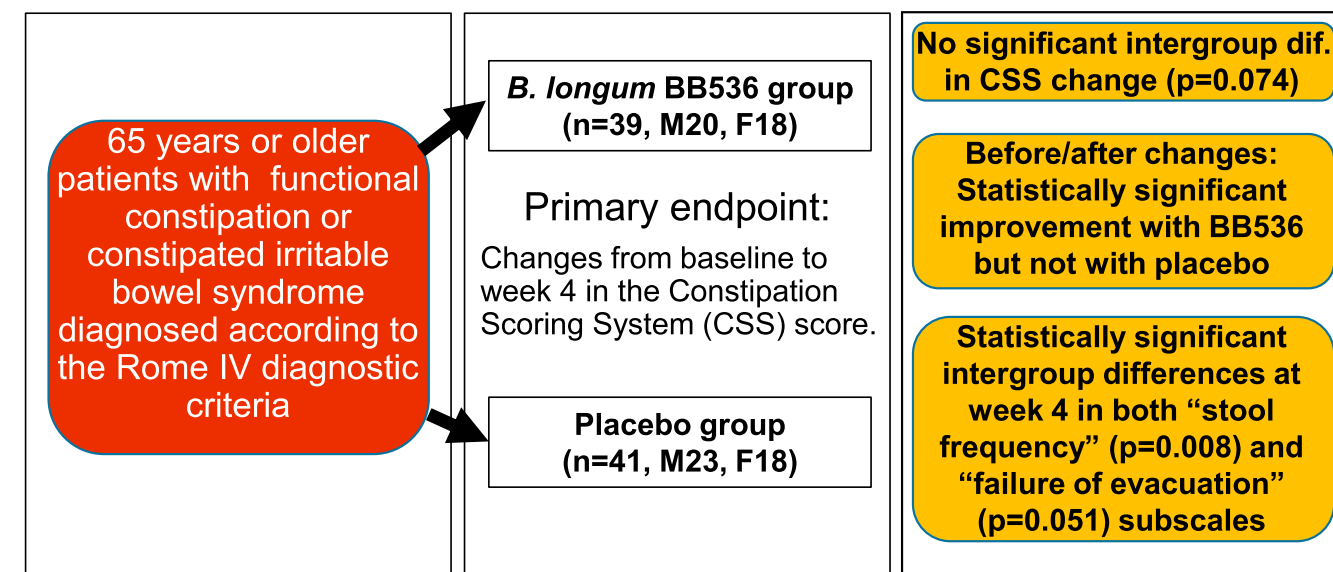 65 years or older
patients with functional
constipation or
constipated irritable
bowel syndrome
diagnosed according to
the Rome IV diagnostic
criteria
B. longum BB536 group
(n=39, M20, F18)
Primary endpoint:
Changes from baseline to
week 4 in the Constipation
Scoring System (CSS) score.
Placebo group
(n=41, M23, F18)
No significant intergroup dif.
in CSS change (p=0.074)
Before/after changes:
Statistically significant
improvement with BB536
but not with placebo
Statistically significant
intergroup differences at
week 4 in both “stool
frequency” (p=0.008) and
“failure of evacuation”
(p=0.051) subscales